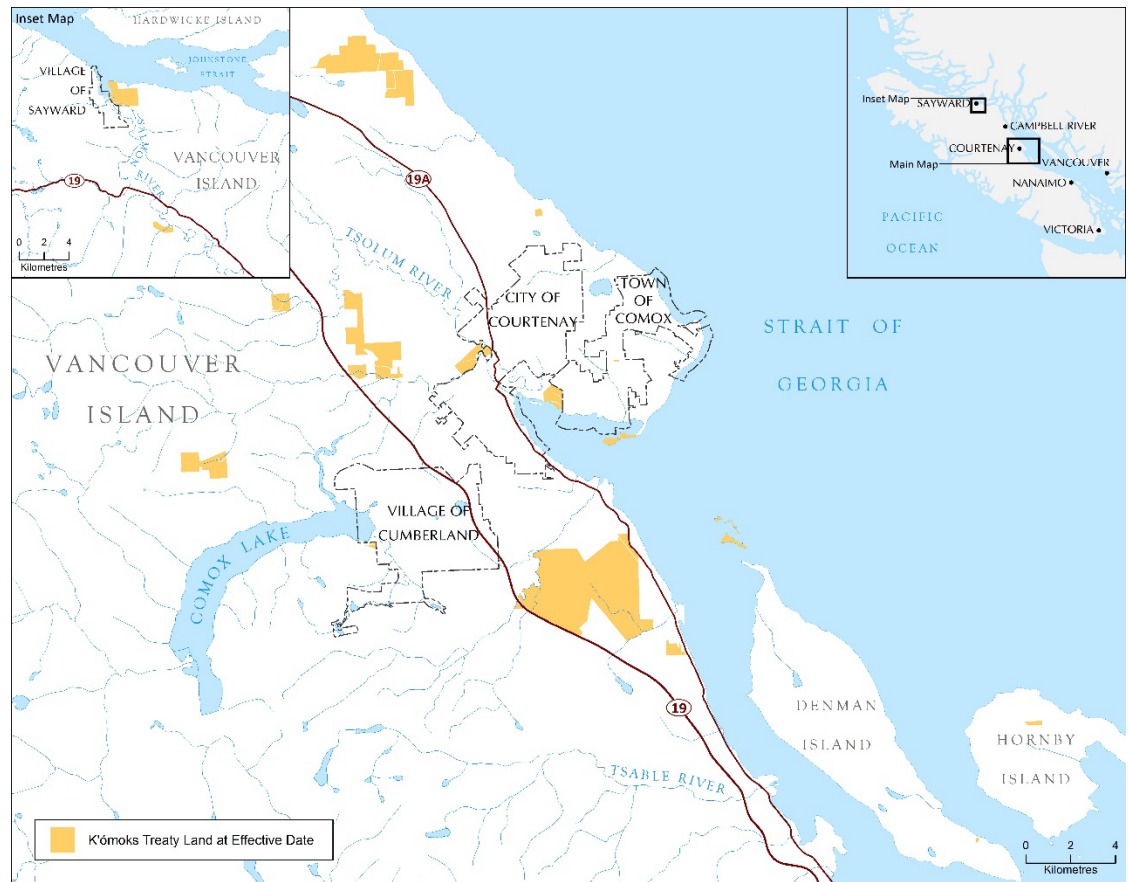 Inset Map
HARDWICKE ISLAND
JOHNSTONE
STRAIT
VILLAGE
OF
SAYWARD
SALMON RIVER
VANCOUVER
ISLAND
19
0 2 4
Kilometres
Inset Map
SAYWARD
CAMPBELL RIVER
COURTENAY
Main Map
VANCOUVER
NANAIMO
PACIFIC
OCEAN
VICTORIA
19A
TSOLUM RIVER
CITY OF
COURTENAY
TOWN
OF
COMOX
STRAIT OF
GEORGIA
VANCOUVER
ISLAND
VILLAGE OF
CUMBERLAND
COMOX LAKE
19
DENMAN
ISLAND
HORNBY
ISLAND
TSABLE RIVER
K'ómoks Treaty Land at Effective Date
0 2 4
Kilometres